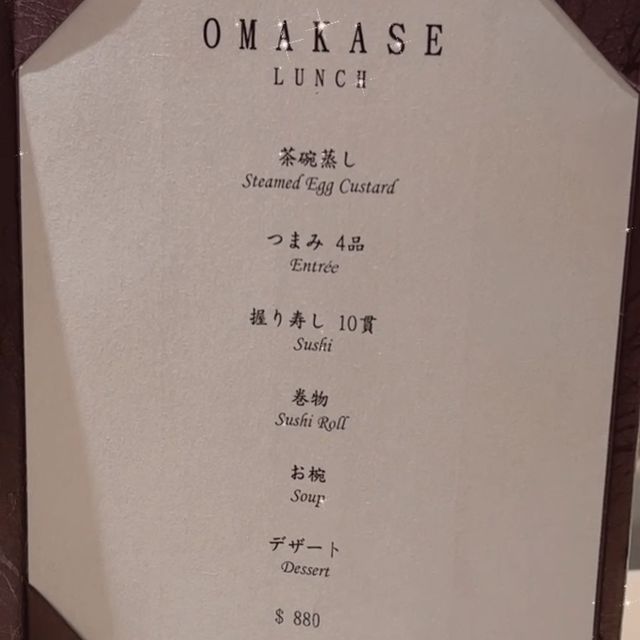 OMAKASE
LUNCH
茶碗蒸し
Steamed Egg Custard
つまみ 4品
Entrée
握り寿し 10貫
Sushi
巻物
Sushi Roll
お椀
Soup
デザート
Dessert
$ 880